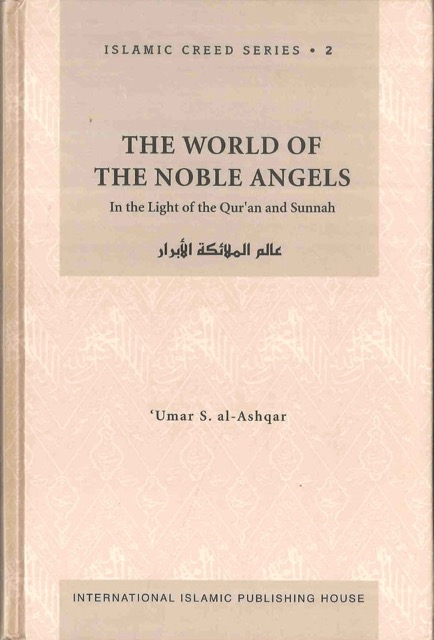 ISLAMIC CREED SERIES • 2
THE WORLD OF
THE NOBLE ANGELS
In the Light of the Qur'an and Sunnah
عالم الملائكة الأبرار
‘Umar S. al-Ashqar
INTERNATIONAL ISLAMIC PUBLISHING HOUSE